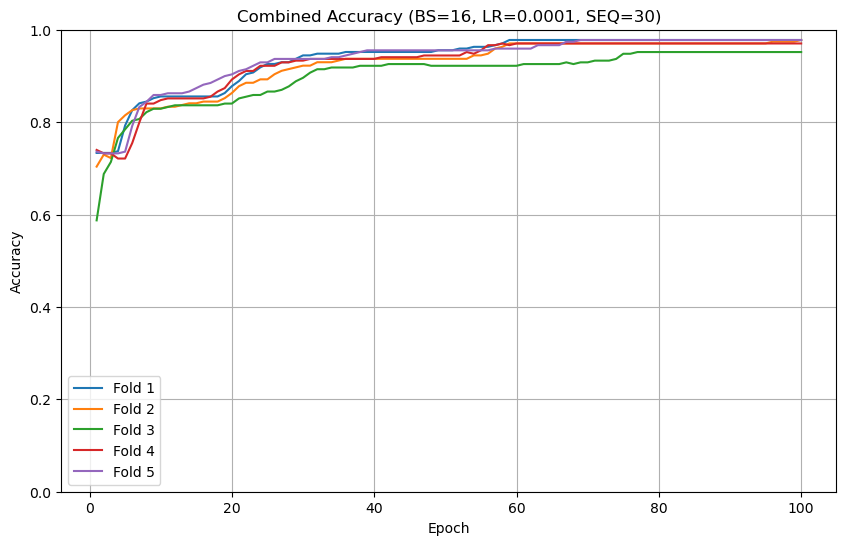 Combined Accuracy (BS=16, LR=0.0001, SEQ=30)
1.0
0.8
0.6
0.4
0.2
0.0
Accuracy
Fold 1
Fold 2
Fold 3
Fold 4
Fold 5
0 20 40 60 80 100
Epoch